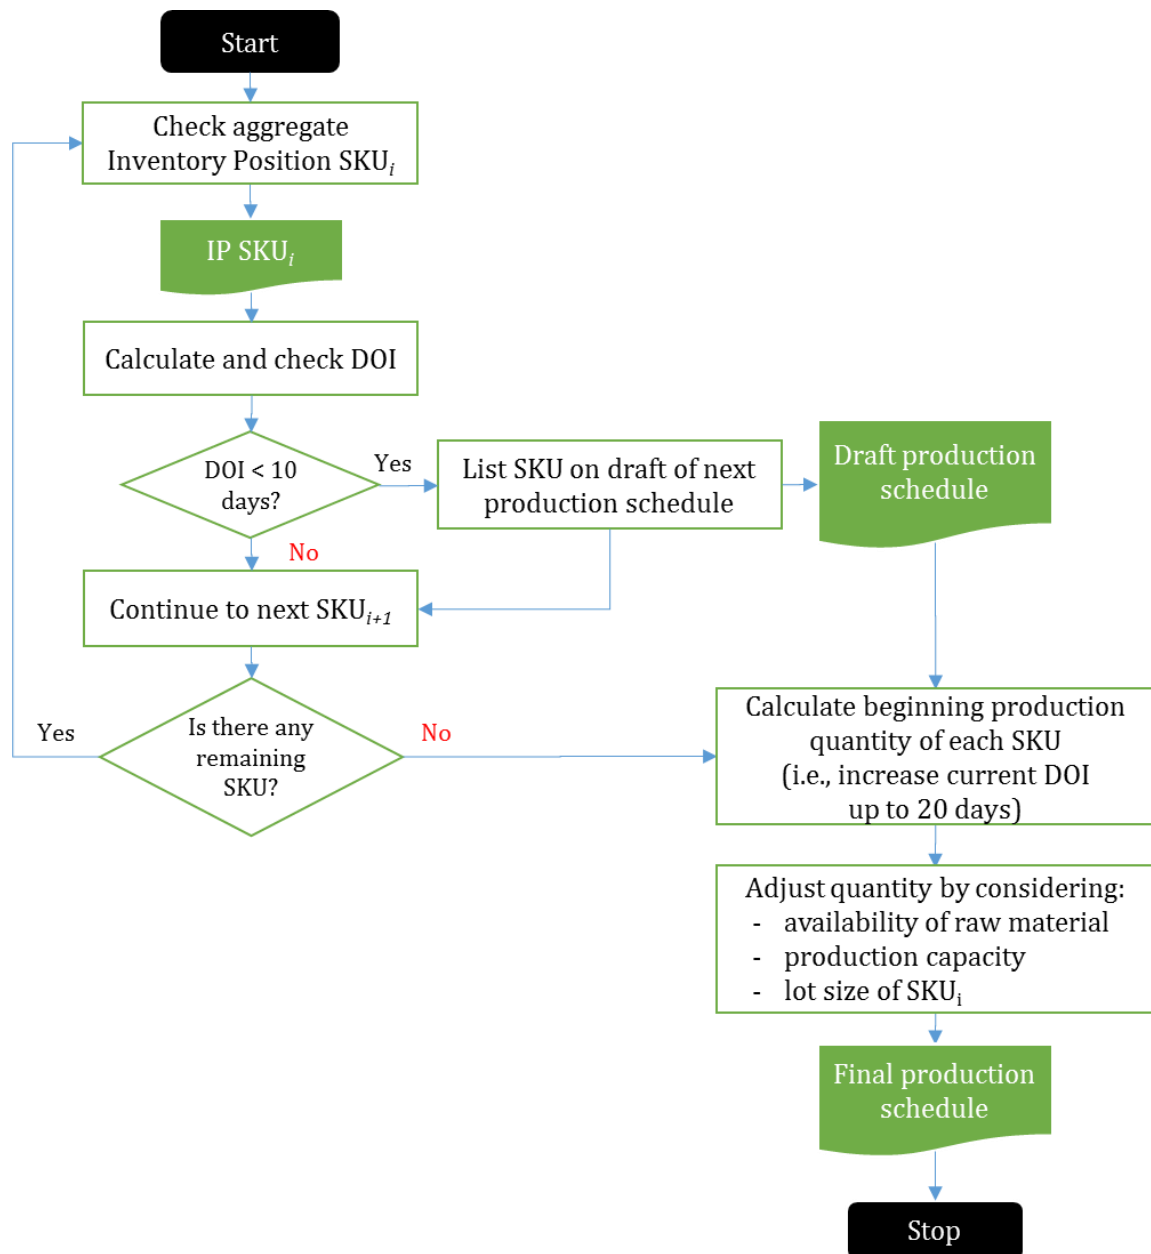 Start
Check aggregate
Inventory Position SKUi
IP SKUi
Calculate and check DOI
DOI < 10
days?
Yes
No
List SKU on draft of next
production schedule
Draft production
schedule
Continue to next SKUi+1
Is there any
remaining
SKU?
Yes
No
Calculate beginning production
quantity of each SKU
(i.e., increase current DOI
up to 20 days)
Adjust quantity by considering:
- availability of raw material
- production capacity
- lot size of SKUi
Final production
schedule
Stop